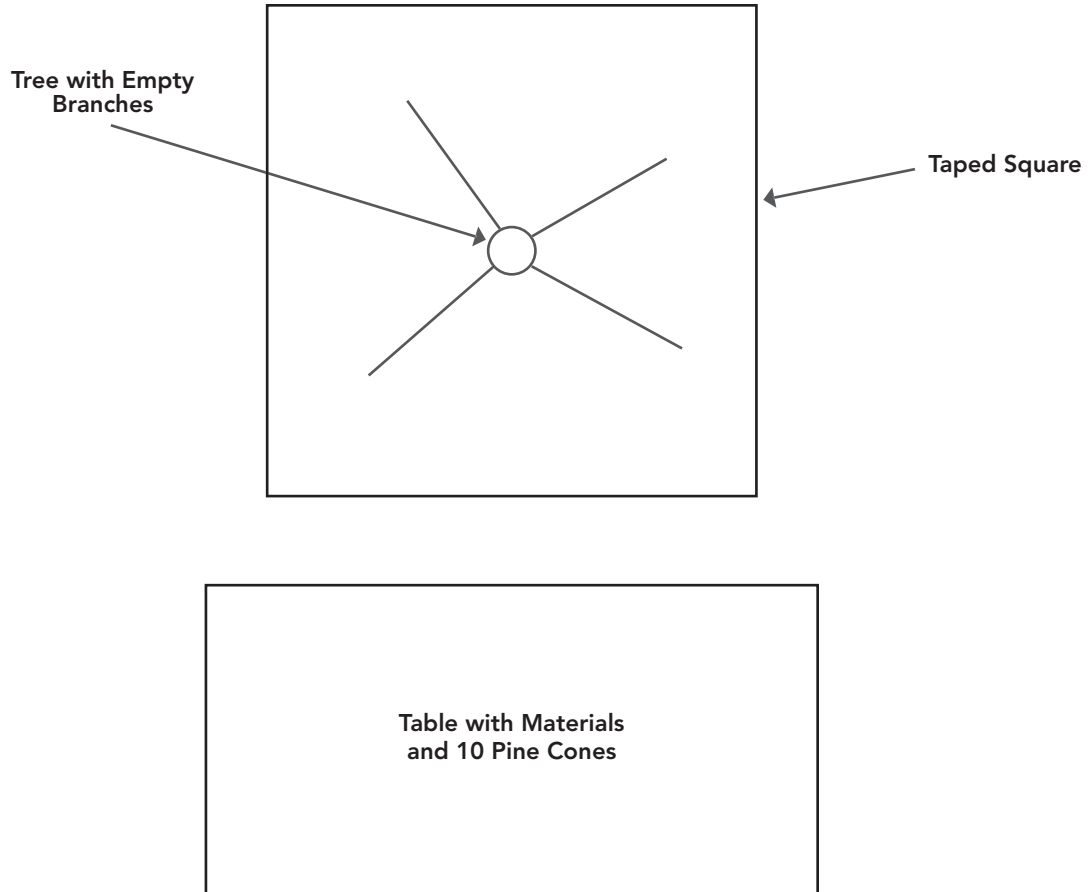 Tree with Empty
Branches
Taped Square
Table with Materials
and 10 Pine Cones